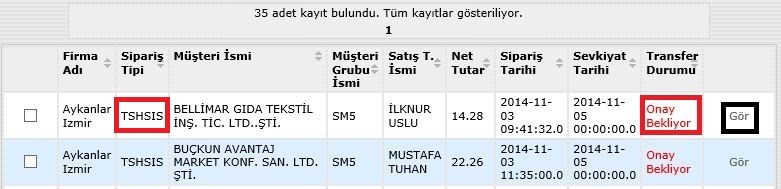 35 adet kayıt bulundu. Tüm kayıtlar gösteriliyor.
1
Firma Adı Sipariş Tipi Müşteri İsmi Müşteri Grubu İsmi Satış T. İsmi Net Tutar Sipariş Tarihi Sevkiyat Tarihi Transfer Durumu
Aykanlar Izmir TSHSIS BELLİMAR GIDA TEKSTİL İNŞ. TİC. LTD..ŞTİ. SM5 İLKNUR USLU 14.28 2014-11-03 09:41:32.0 2014-11-05 00:00:00.0 Onay Bekliyor Gör
Aykanlar Izmir TSHSIS BUÇKUN AVANTAJ MARKET KONF. SAN. LTD. ŞTİ. SM5 MUSTAFA TUHAN 22.26 2014-11-03 11:35:00.0 2014-11-05 00:00:00.0 Onay Bekliyor Gör